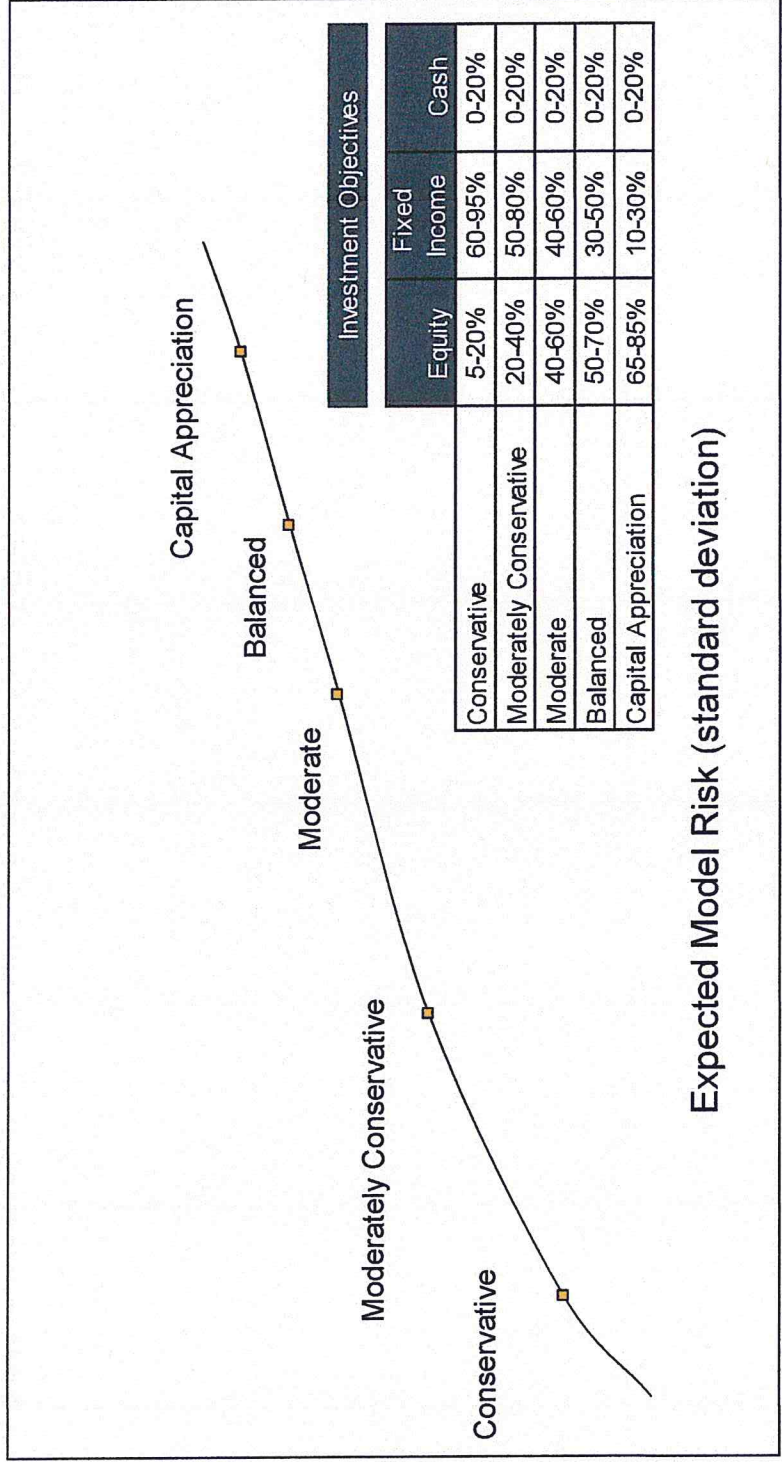 Capital Appreciation
Balanced
Moderate
Moderately Conservative
Conservative
Investment Objectives
Equity Fixed Income Cash
Conservative 5-20% 60-95% 0-20%
Moderately Conservative 20-40% 50-80% 0-20%
Moderate 40-60% 40-60% 0-20%
Balanced 50-70% 30-50% 0-20%
Capital Appreciation 65-85% 10-30% 0-20%
Expected Model Risk (standard deviation)